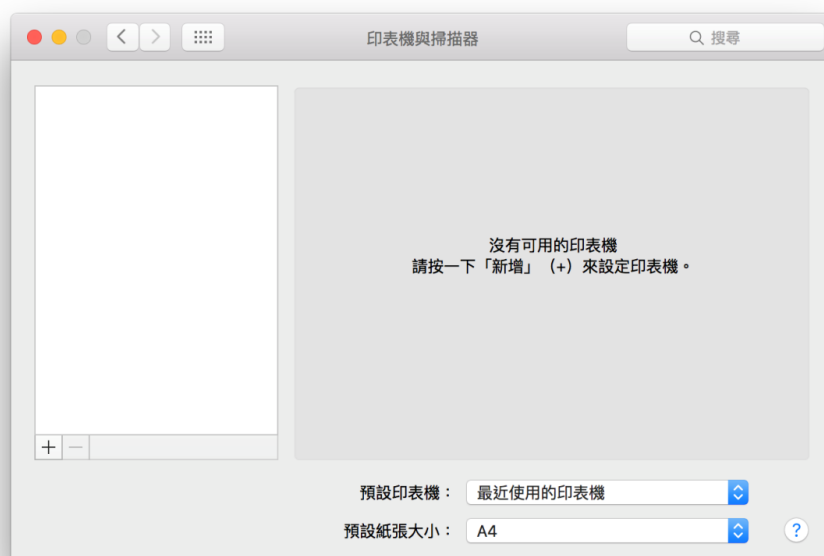 印表機與掃描器
搜尋
沒有可用的印表機
請按一下「新增」（+）來設定印表機。
預設印表機： 最近使用的印表機
預設紙張大小： A4
?